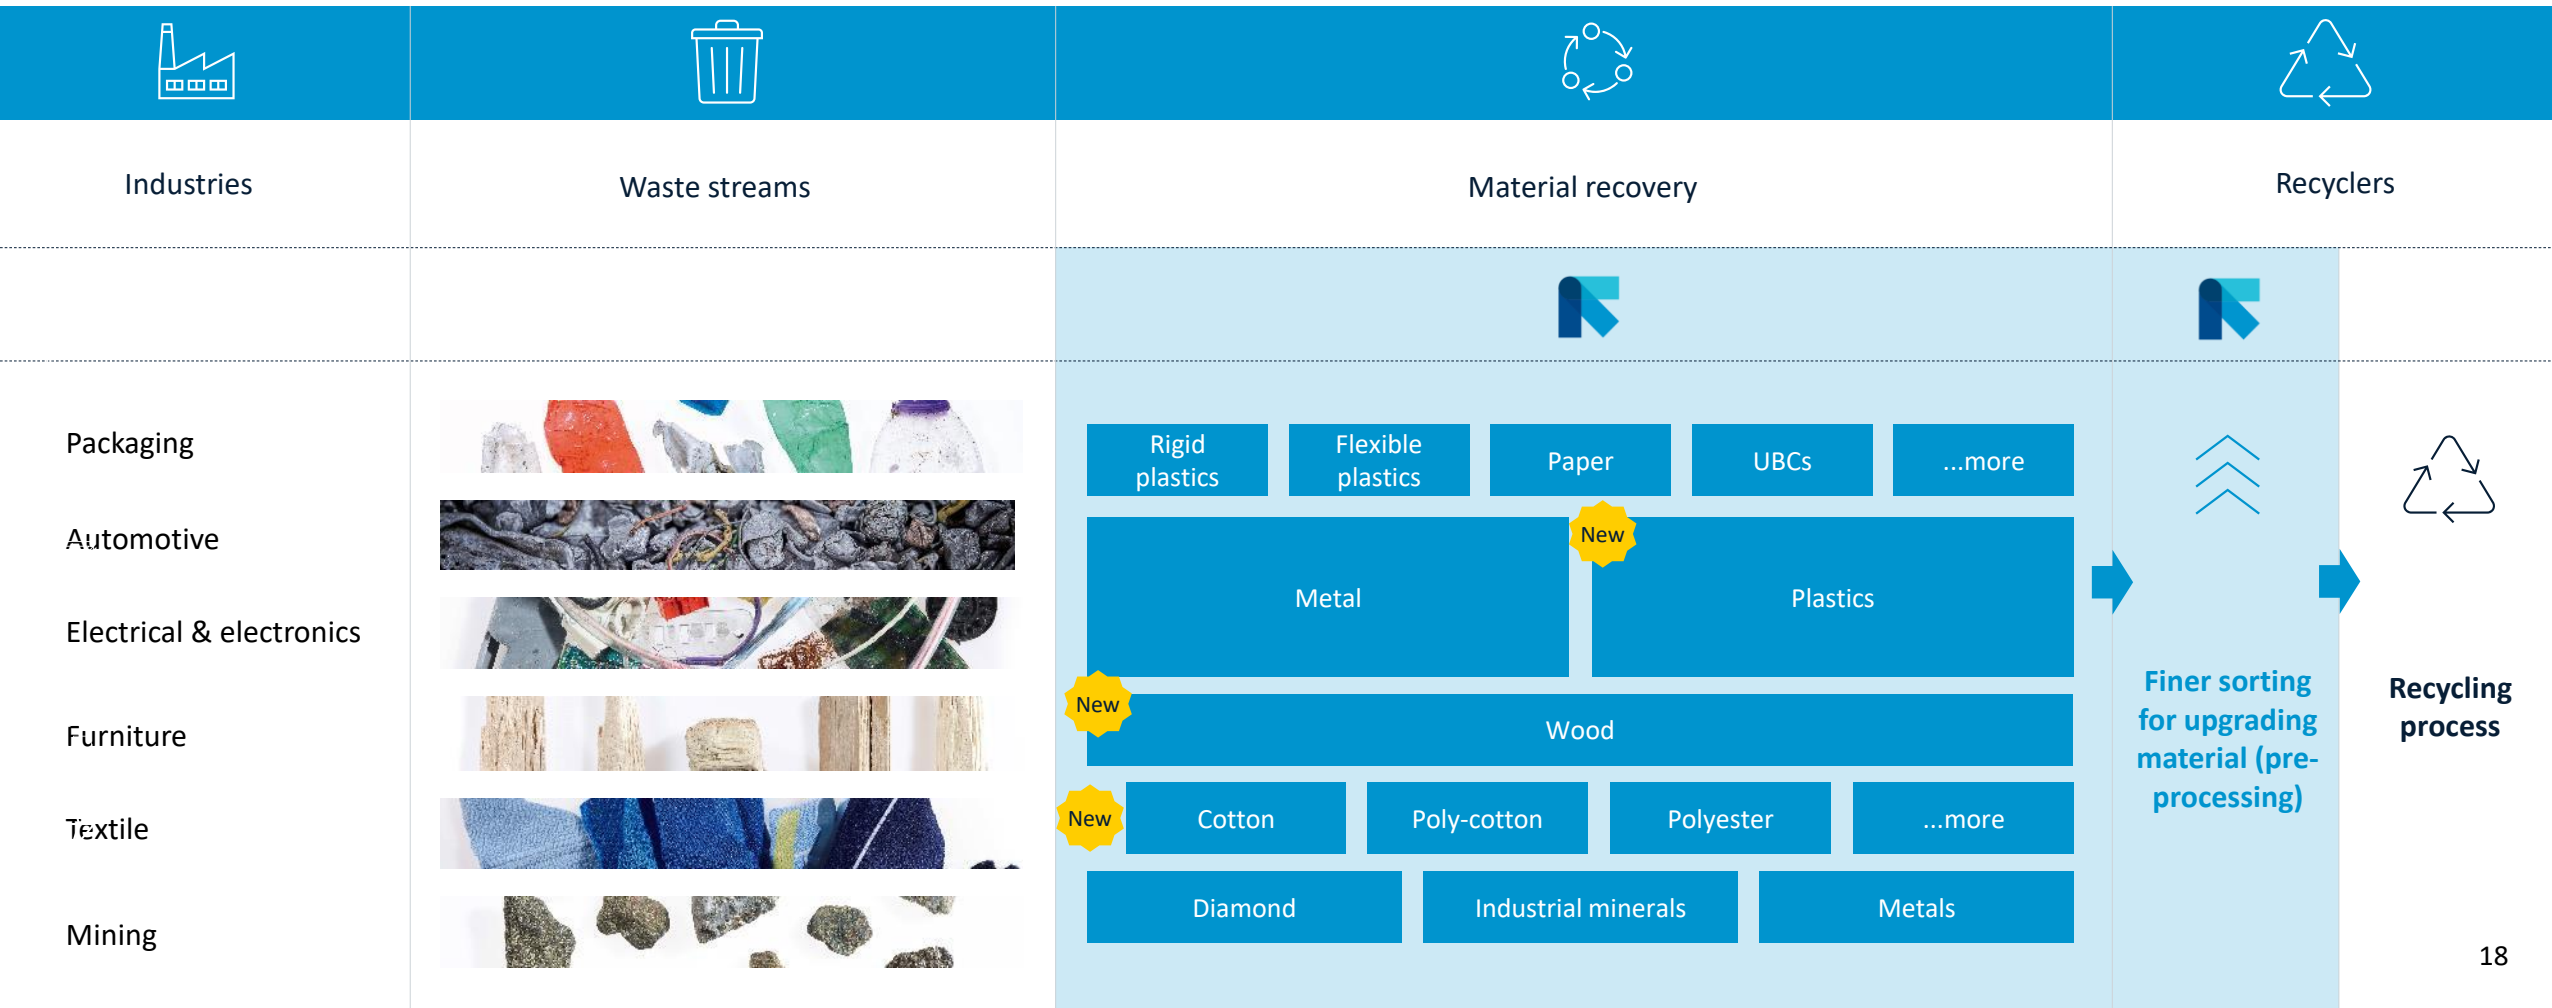 Industries
Waste streams
Material recovery
Recyclers
Packaging
Rigid
plastics
Flexible
plastics
Paper
UBCs
...more
Automotive
Electrical & electronics
Metal
New
Plastics
Furniture
New
Wood
Textile
New
Cotton
Poly-cotton
Polyester
...more
Mining
Diamond
Industrial minerals
Metals
Finer sorting
for upgrading
material (pre-
processing)
Recycling
process
18